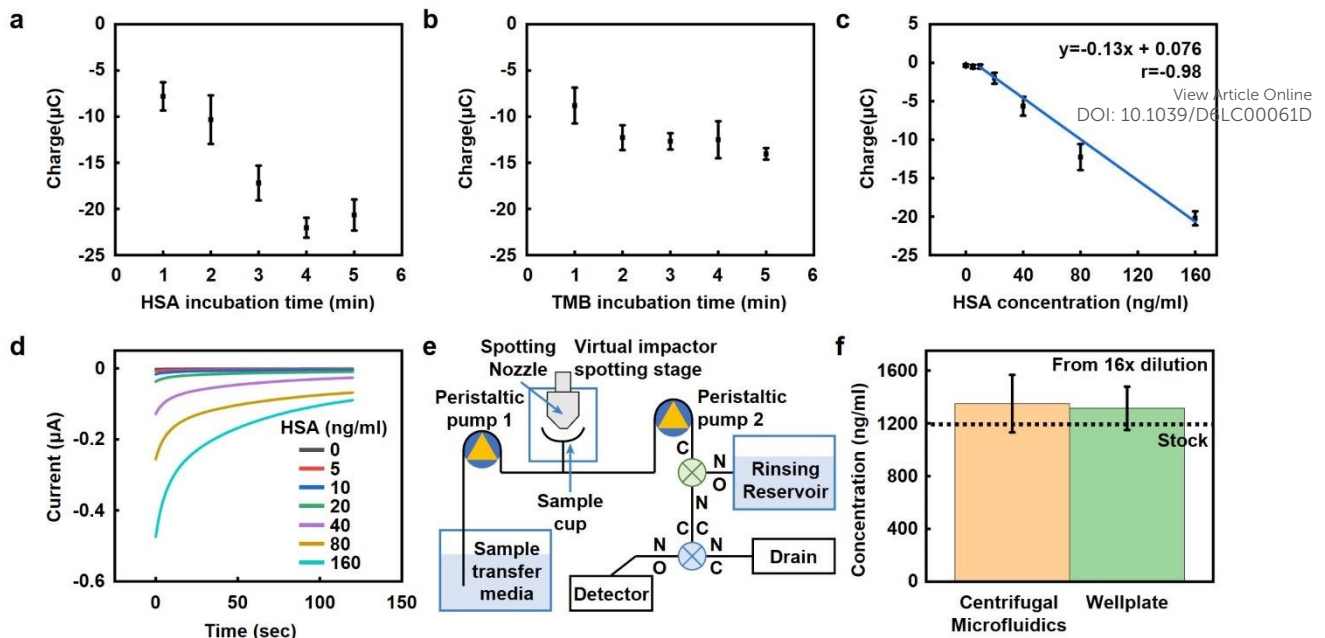 a
0
-5
-10
-15
-20
-25
Charge(µC)
0 1 2 3 4 5 6
HSA incubation time (min)
b
0
-5
-10
-15
-20
-25
Charge(µC)
0 1 2 3 4 5 6
TMB incubation time (min)
c
5
0
-5
-10
-15
-20
25
Charge(µC)
y=-0.13x + 0.076
r=-0.98
0 40 80 120 160
HSA concentration (ng/ml)
View Article Online
DOI: 10.1039/D6LC00061D
d
0
-0.2
-0.4
-0.6
Current (µA)
HSA (ng/ml)
0
5
10
20
40
80
160
0 50 100 150
Time (sec)
e
Spotting
Nozzle
Virtual impactor
spotting stage
Peristaltic
pump 1
Peristaltic
pump 2
Sample
cup
Sample
transfer
media
C
N
O
Rinsing
Reservoir
N
C C
N
O
N
C
Drain
Detector
f
1600
1200
800
400
0
Concentration (ng/ml)
From 16x dilution
Stock
Centrifugal
Microfluidics
Wellplate